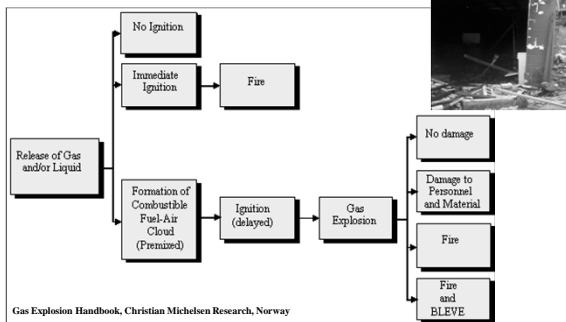 No Ignition
Immediate
Ignition
Fire
Release of Gas
and/or Liquid
Formation of
Combustible
Fuel-Air
Cloud
(Premixed)
Ignition
(delayed)
Gas
Explosion
No damage
Damage to
Personnel
and Material
Fire
Fire
and
BLEVE
Gas Explosion Handbook, Christian Michelsen Research, Norway